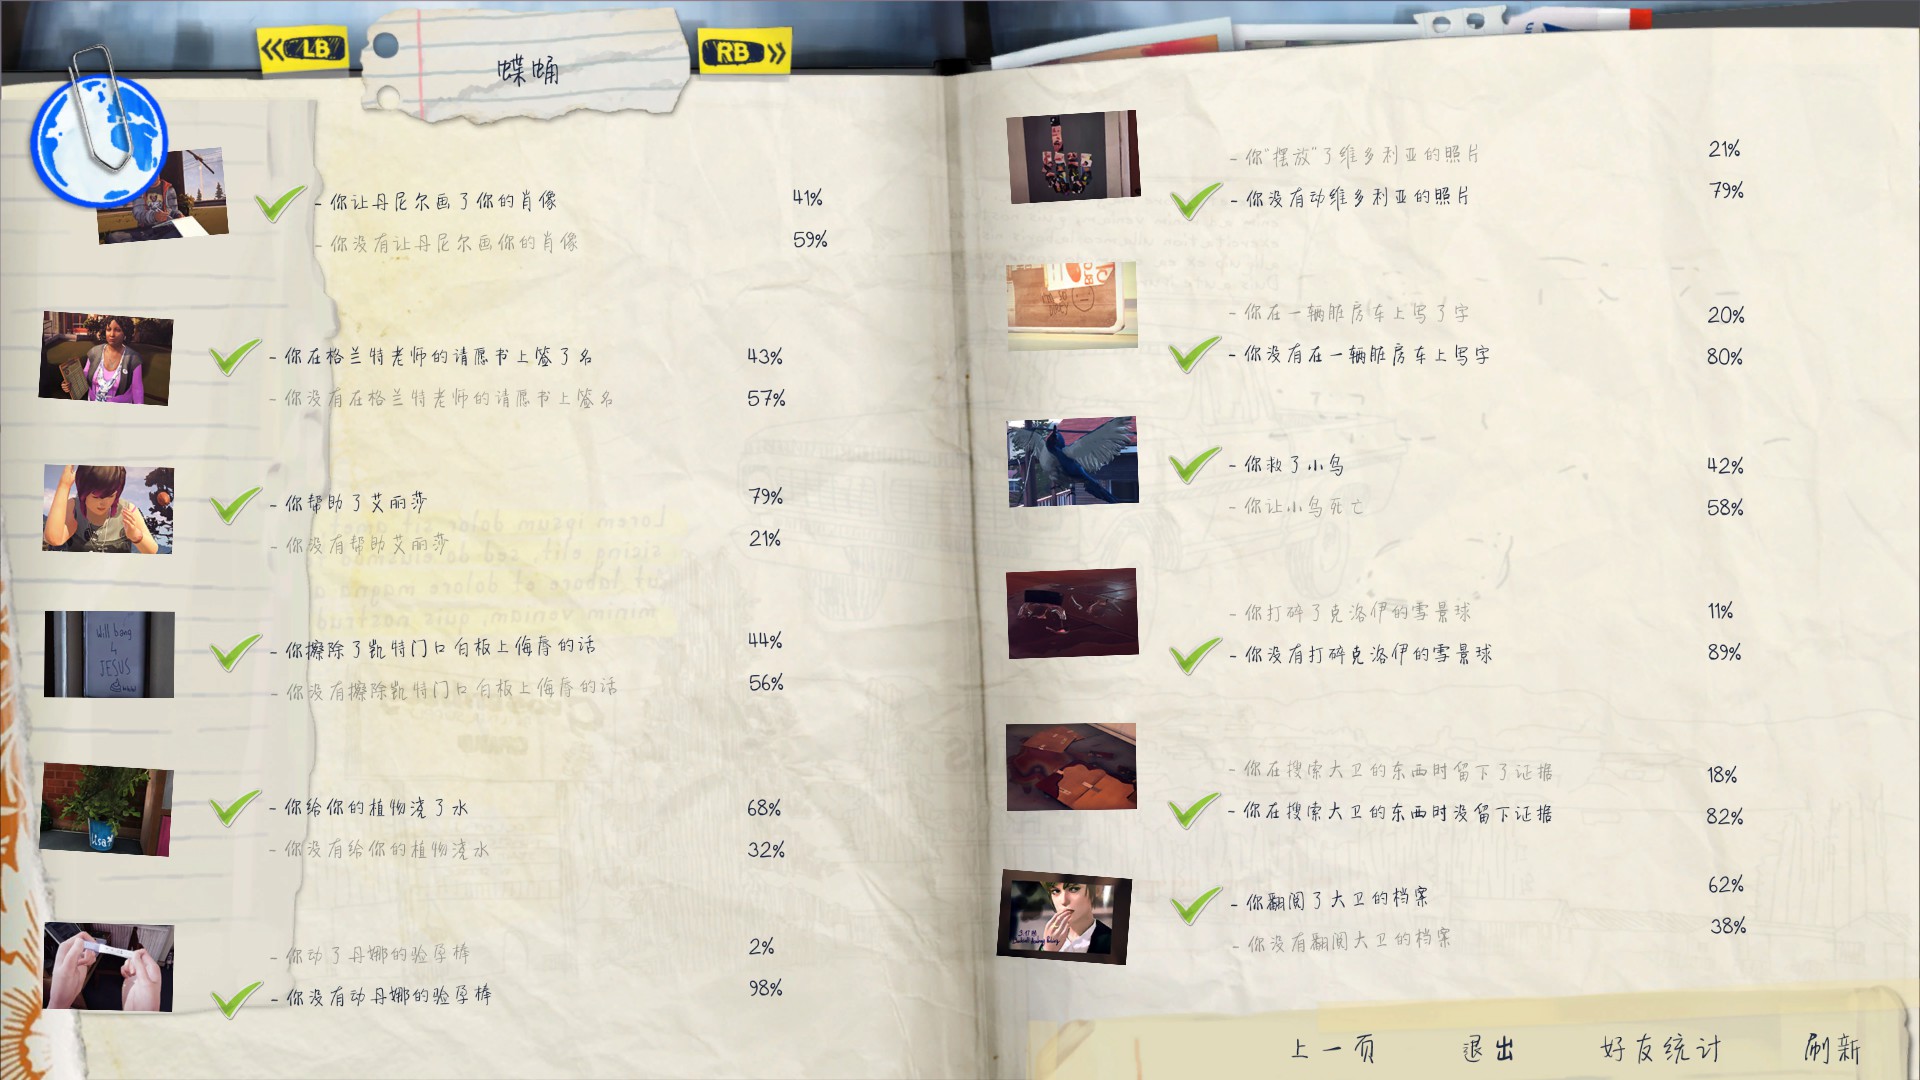 LB
蝶蛹
RB
- 你让丹尼尔画了你的肖像 41%
- 你没有让丹尼尔画你的肖像 59%
- 你在格兰特老师的请愿书上签了名 43%
- 你没有在格兰特老师的请愿书上签名 57%
- 你帮助了艾丽莎 79%
- 你没有帮助艾丽莎 21%
Will bang
4
JESUS
- 你擦除了凯特门口白板上侮辱的话 44%
- 你没有擦除凯特门口白板上侮辱的话 56%
Lisa
- 你给你的植物浇了水 68%
- 你没有给你的植物浇水 32%
- 你动了丹娜的验孕棒 2%
- 你没有动丹娜的验孕棒 98%
- 你“摆放”了维多利亚的照片 21%
- 你没有动维多利亚的照片 79%
- 你在一辆脏房车上写了字 20%
- 你没有在一辆脏房车上写字 80%
- 你救了小鸟 42%
- 你让小鸟死亡 58%
- 你打碎了克洛伊的雪景球 11%
- 你没有打碎克洛伊的雪景球 89%
- 你在搜索大卫的东西时留下了证据 18%
- 你在搜索大卫的东西时没留下证据 82%
- 你翻阅了大卫的档案 62%
- 你没有翻阅大卫的档案 38%
上一页 退出 好友统计 刷新